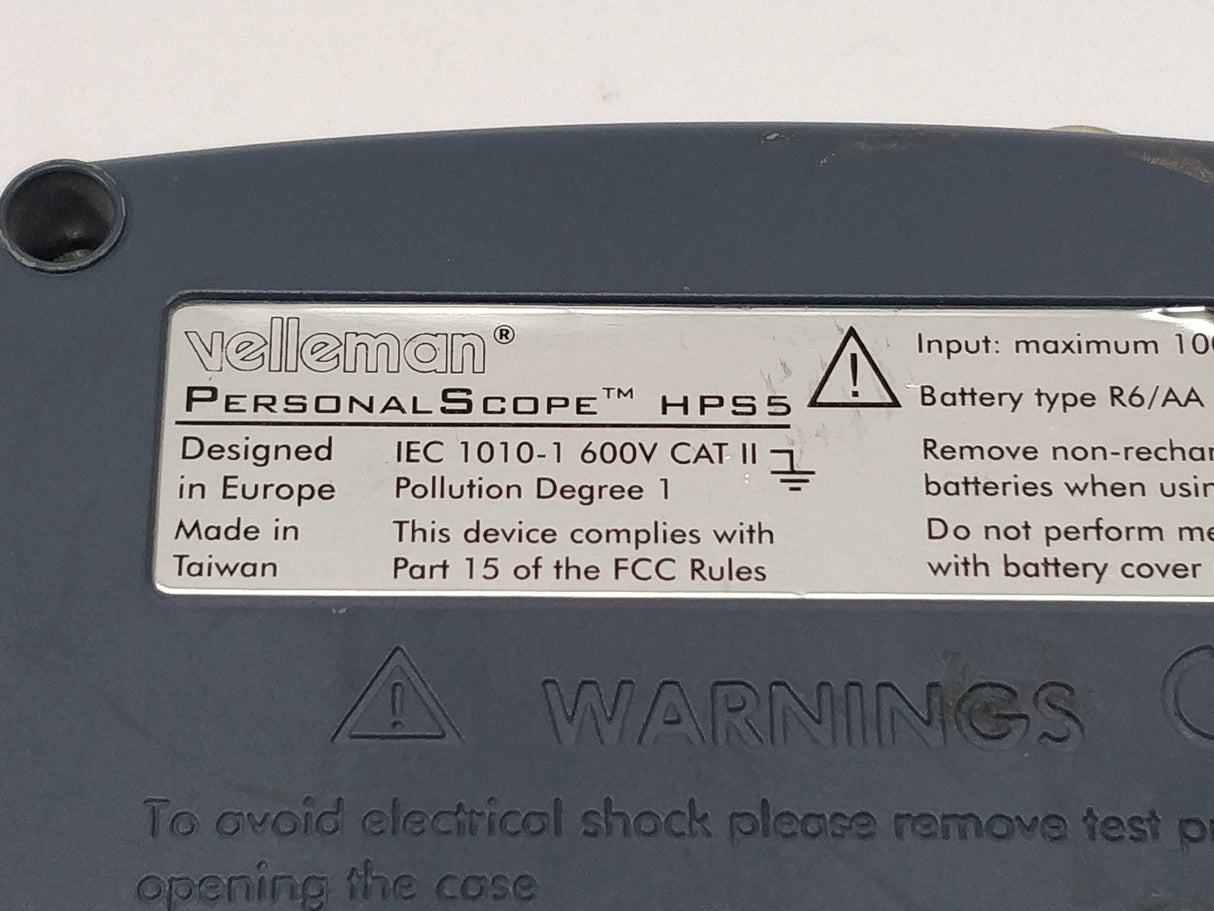 velleman®
PERSONALSCOPE™ HPS5
Designed
in Europe
Made in
Taiwan
IEC 1010-1 600V CAT II
Pollution Degree 1
This device complies with
Part 15 of the FCC Rules
Input: maximum
Battery type R6/AA
Remove
batteries when
Do not perform
with battery cover
WARNINGS
To avoid electrical shock please remove test
opening the case